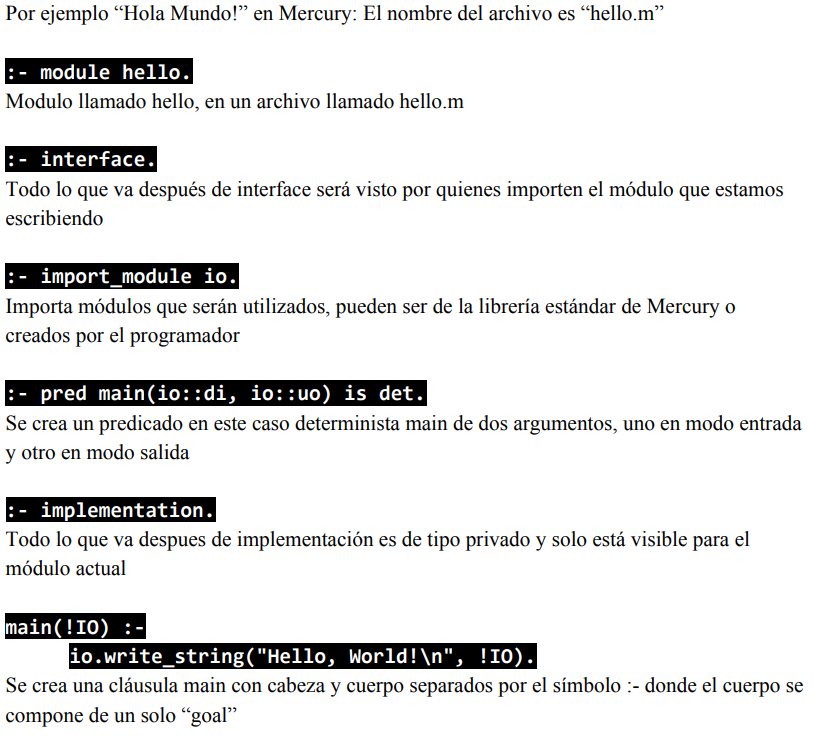 Por ejemplo “Hola Mundo!” en Mercury: El nombre del archivo es “hello.m”
:- module hello.
Modulo llamado hello, en un archivo llamado hello.m
:- interface.
Todo lo que va después de interface será visto por quienes importen el módulo que estamos
escribiendo
:- import_module io.
Importa módulos que serán utilizados, pueden ser de la librería estándar de Mercury o
creados por el programador
:- pred main(io::di, io::uo) is det.
Se crea un predicado en este caso determinista main de dos argumentos, uno en modo entrada
y otro en modo salida
:- implementation.
Todo lo que va despues de implementación es de tipo privado y solo está visible para el
módulo actual
main(!IO) :-
io.write_string("Hello, World!\n", !IO).
Se crea una cláusula main con cabeza y cuerpo separados por el símbolo :- donde el cuerpo se
compone de un solo “goal”